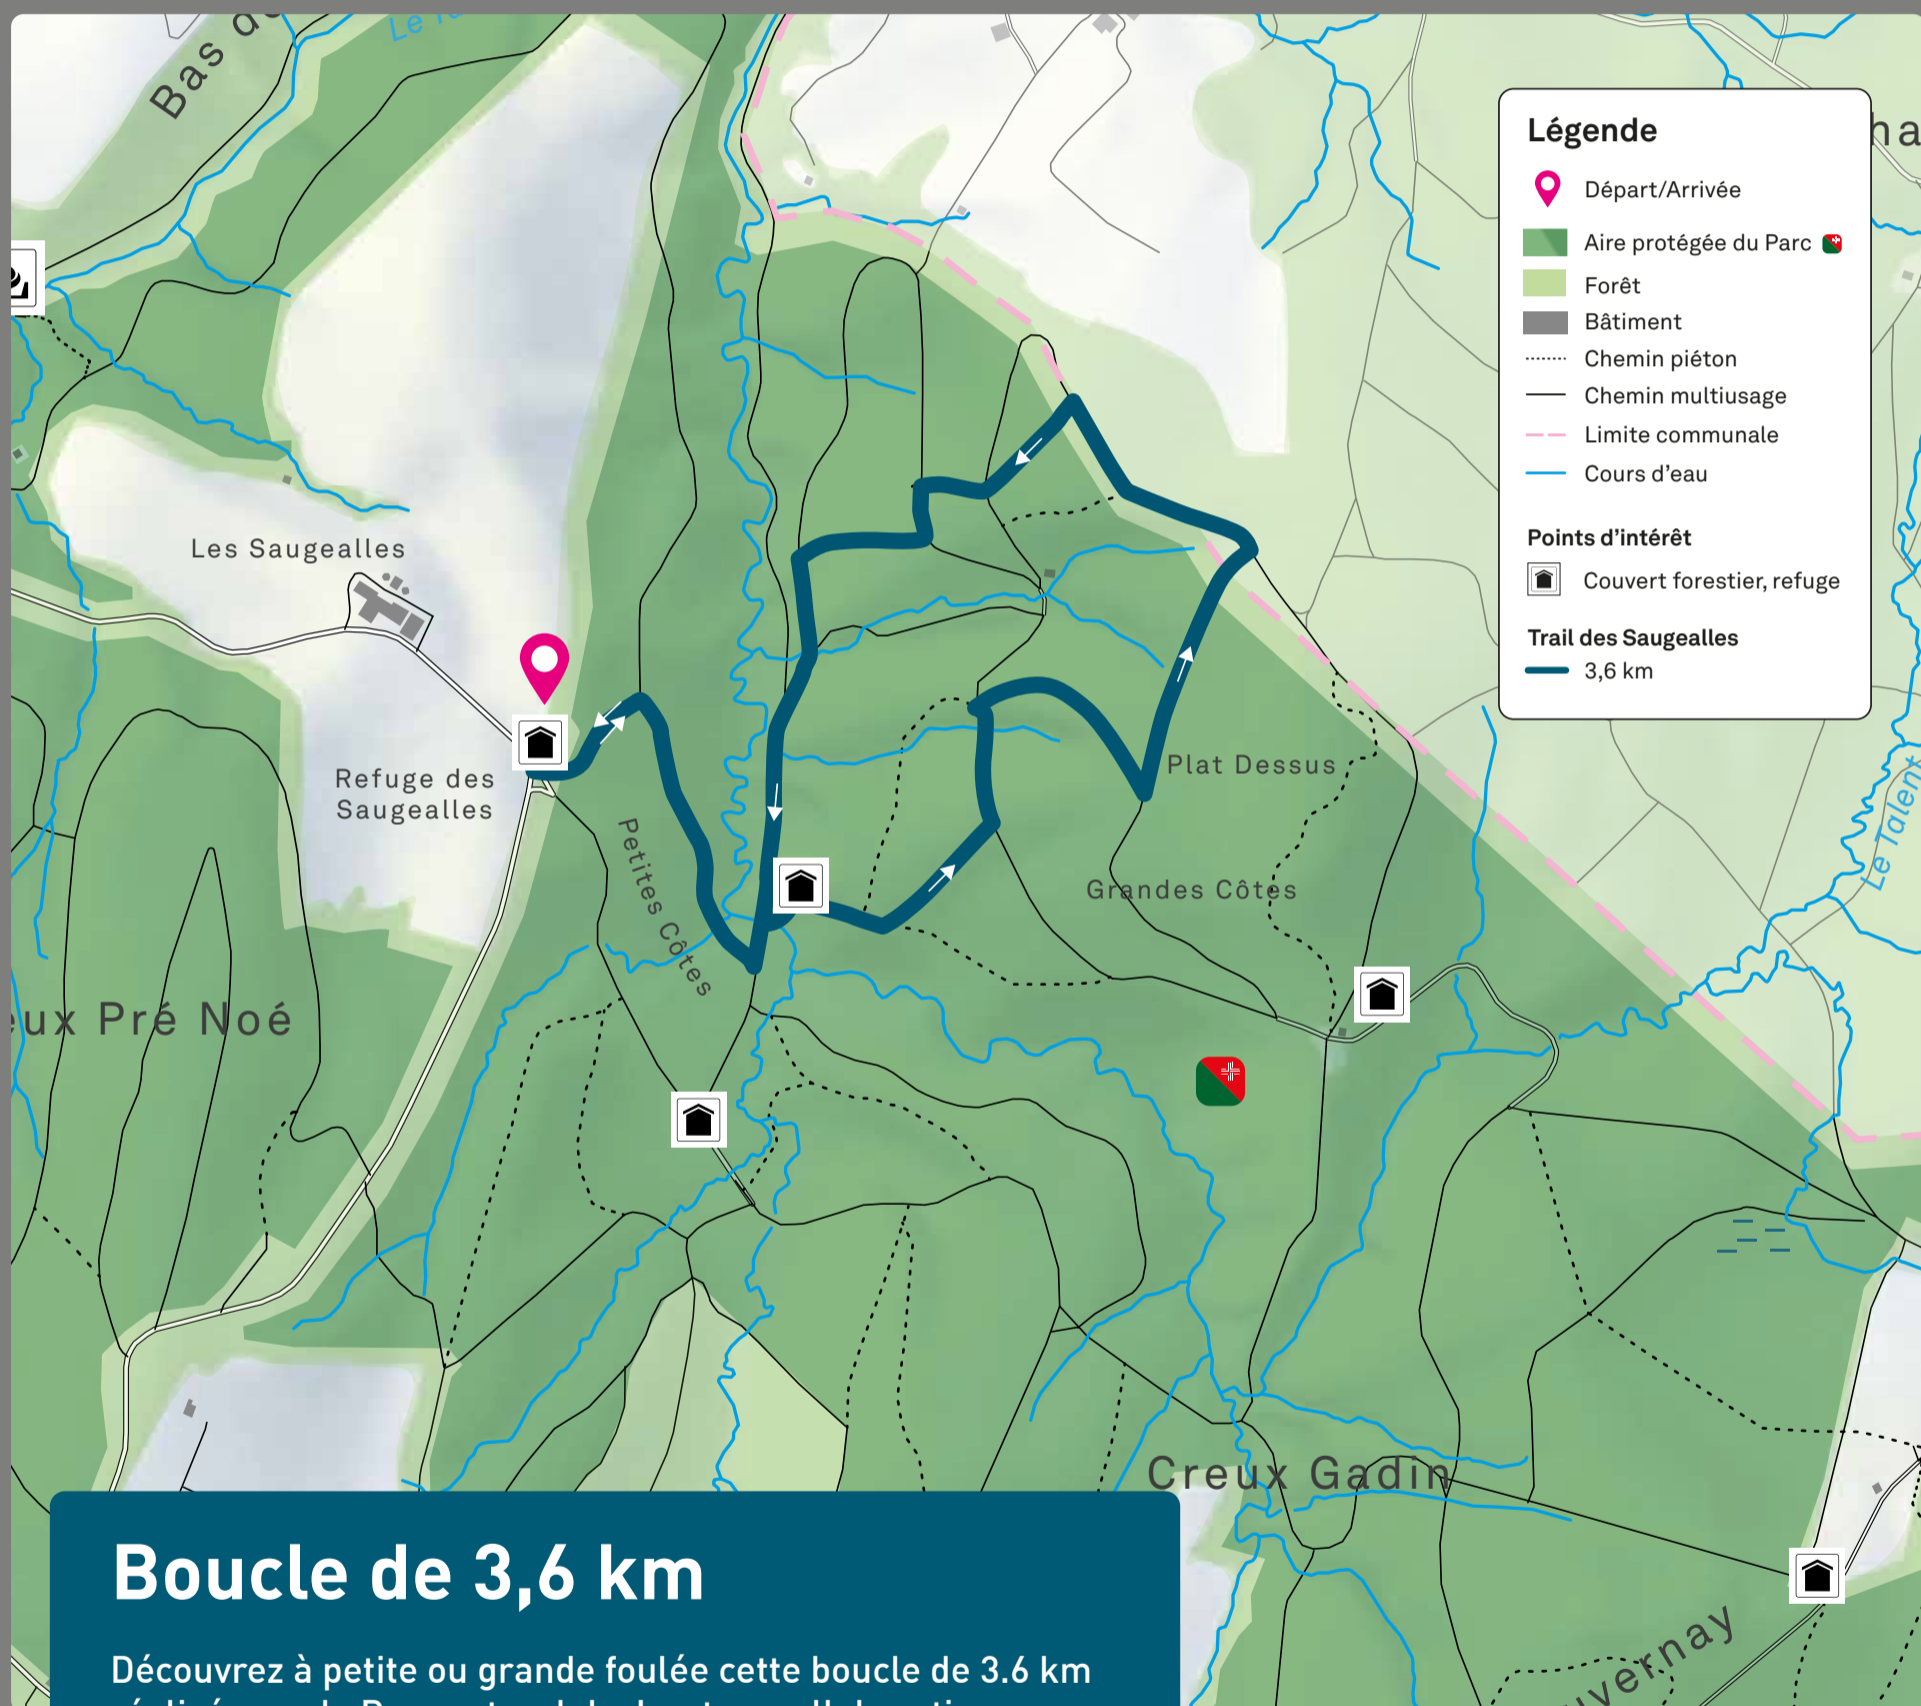 Bas de
Légende
Départ/Arrivée
Aire protégée du Parc
Forêt
Bâtiment
Chemin piéton
Chemin multiusage
Limite communale
Cours d'eau
Points d'intérêt
Couvert forestier, refuge
Trail des Saugealles
3,6 km
Les Saugealles
Refuge des
Saugealles
Petites Côtes
Plat Dessus
Grandes Côtes
Le Talent
eux Pré Noé
Creux Gadin
uvernay
Boucle de 3,6 km
Découvrez à petite ou grande foulée cette boucle de 3.6 km